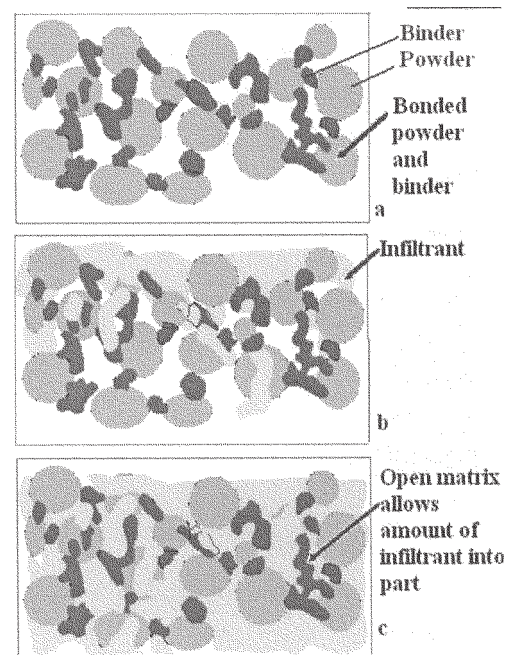 Binder
Powder
Bonded
powder
and
binder
a
Infiltrant
b
Open matrix
allows
amount of
infiltrant into
part
c